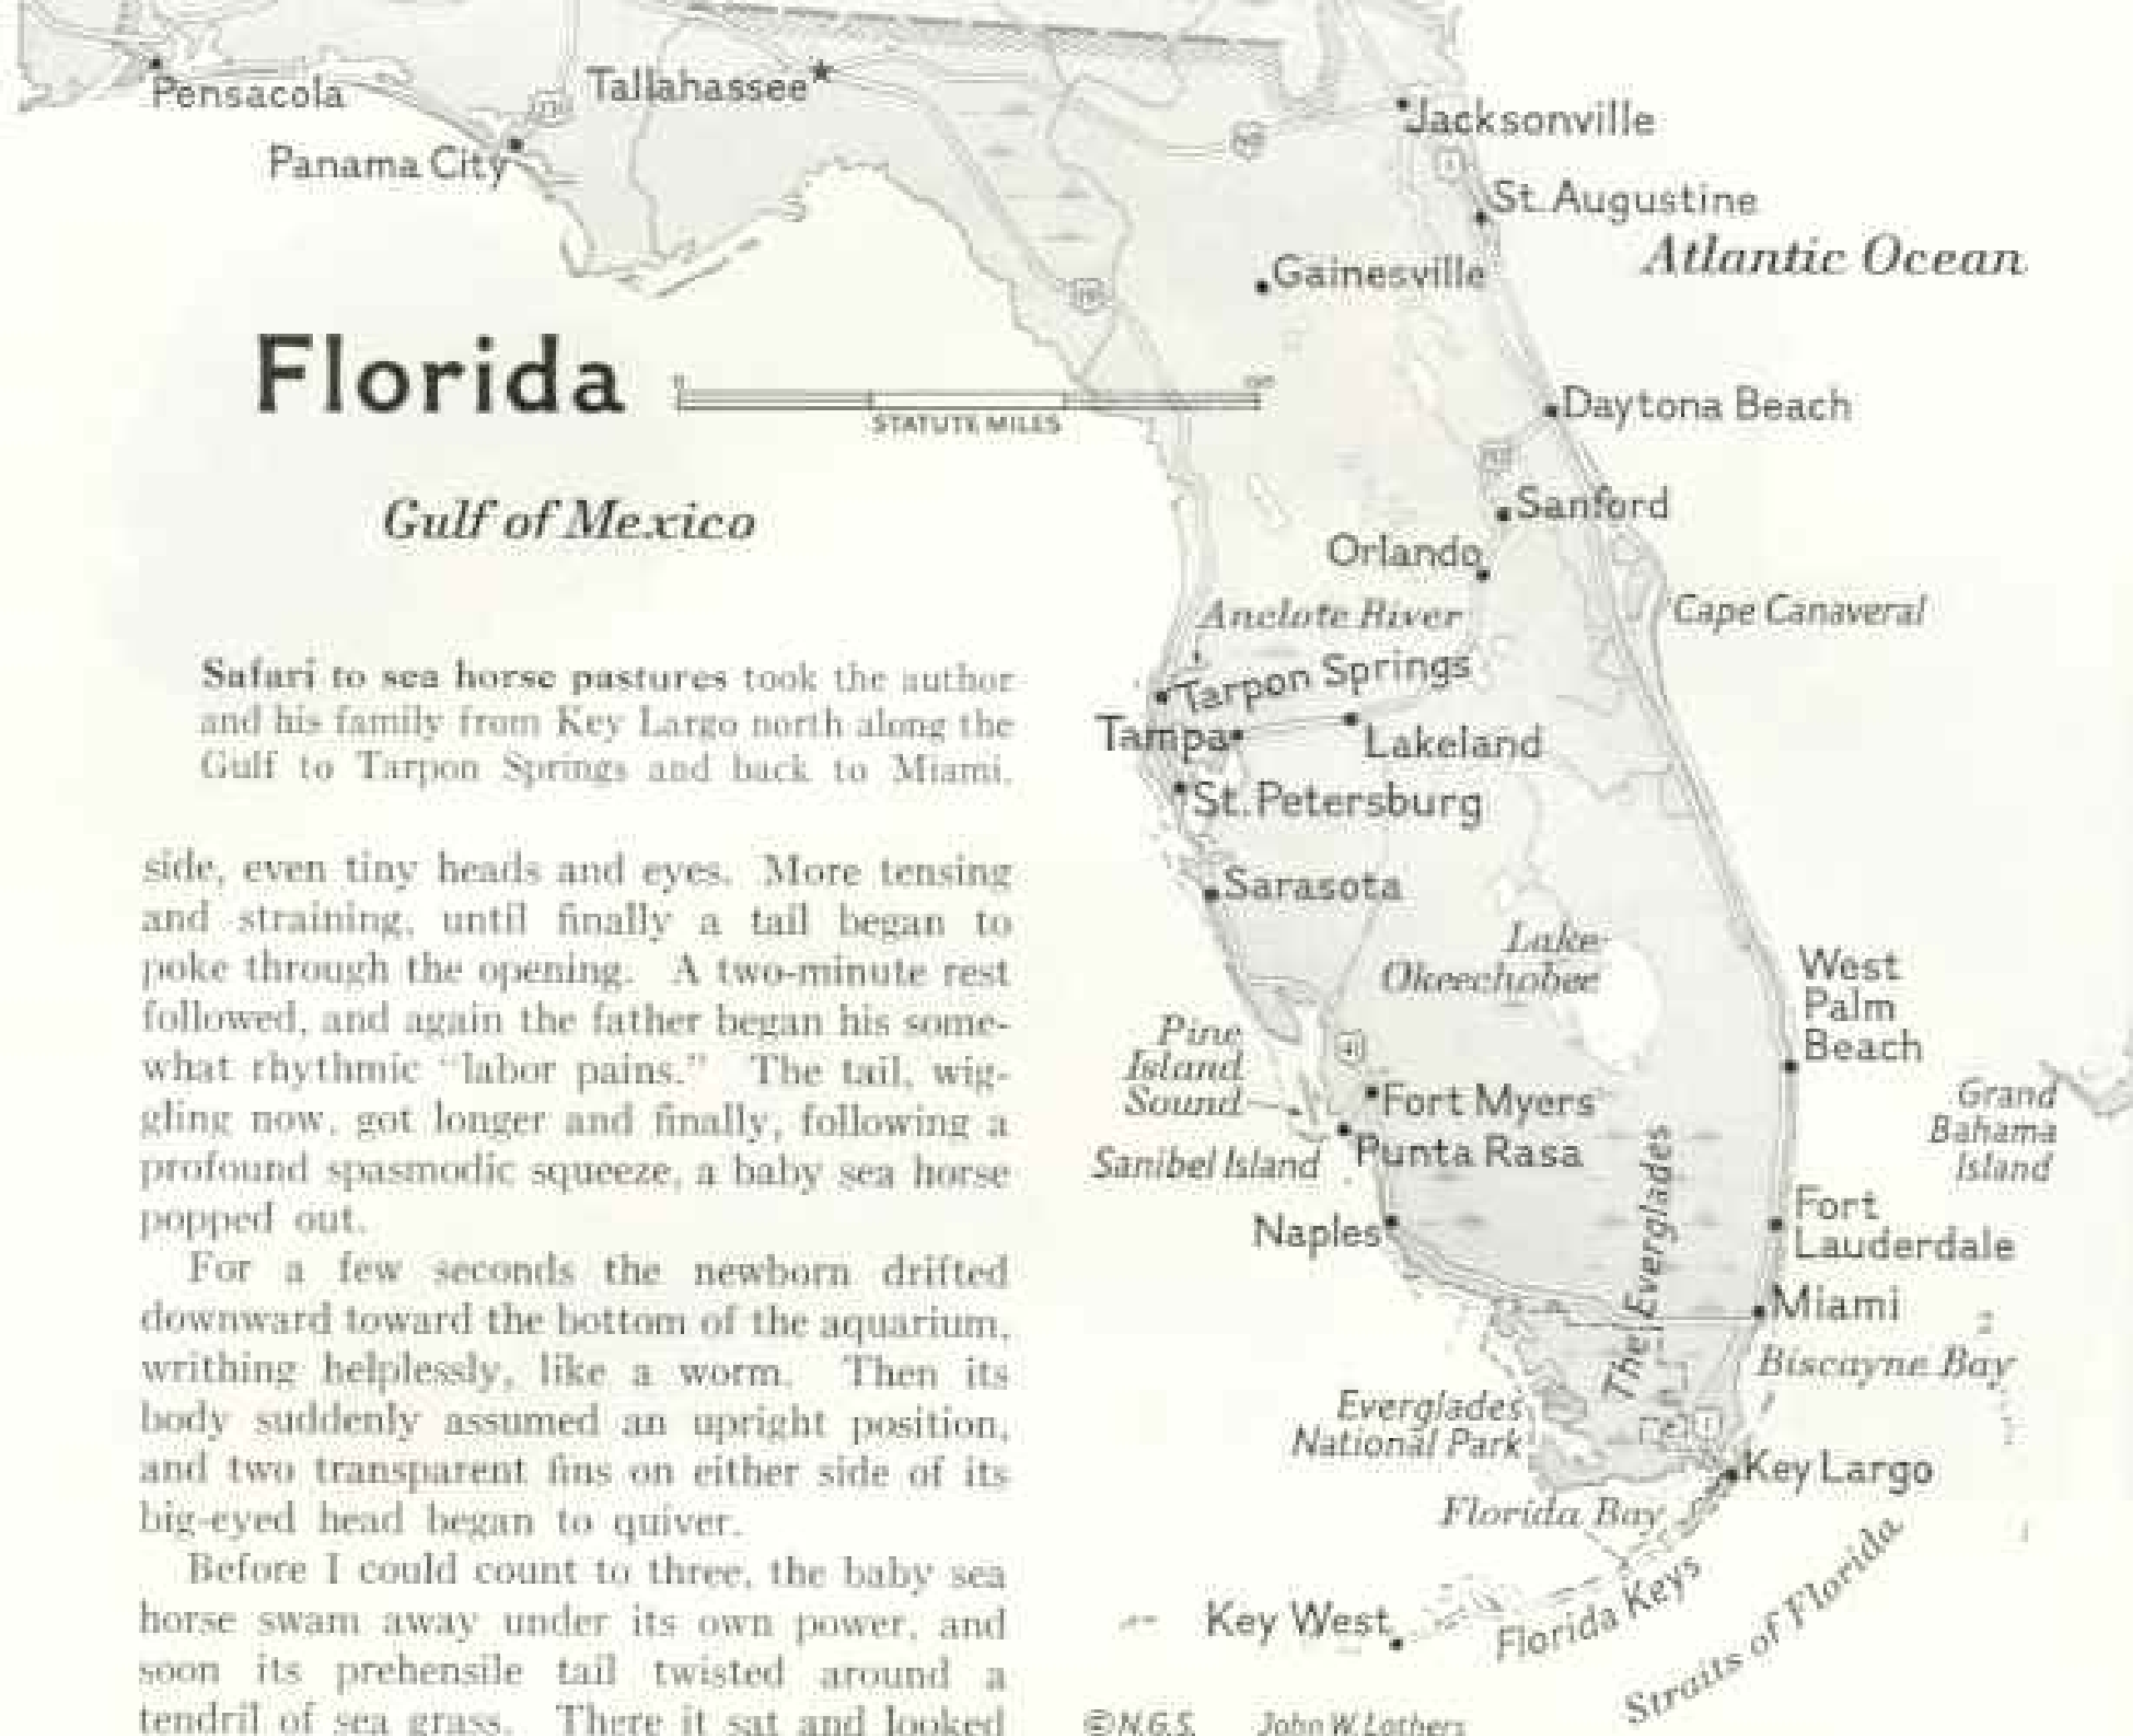 Pensacola
Tallahassee
Panama City
Jacksonville
St. Augustine
Atlantic Ocean
Gainesville
Florida
STATUTE MILES
Daytona Beach
Gulf of Mexico
Sanford
Orlando
Anclote River
Cape Canaveral
Tarpon Springs
Tampa
Lakeland
St. Petersburg
Sarasota
Lake
Okeechobee
West
Palm
Beach
Pine
Island
Sound
41
Fort Myers
Punta Rasa
Sanibel Island
Grand
Bahama
Island
Naples
The Everglades
Fort
Lauderdale
Miami
Biscayne Bay
Everglades
National Park
1
Key Largo
Florida Bay
Key West
Florida Keys
Straits of Florida
© N.G.S.
John W. Lothers
Safari to sea horse pastures took the author
and his family from Key Largo north along the
Gulf to Tarpon Springs and back to Miami.
side, even tiny heads and eyes. More tensing
and straining, until finally a tail began to
poke through the opening. A two-minute rest
followed, and again the father began his some-
what rhythmic "labor pains." The tail, wig-
gling now, got longer and finally, following a
profound spasmodic squeeze, a baby sea horse
popped out.
For a few seconds the newborn drifted
downward toward the bottom of the aquarium,
writhing helplessly, like a worm. Then its
body suddenly assumed an upright position,
and two transparent fins on either side of its
big-eyed head began to quiver.
Before I could count to three, the baby sea
horse swam away under its own power, and
soon its prehensile tail twisted around a
tendril of sea grass. There it sat and looked